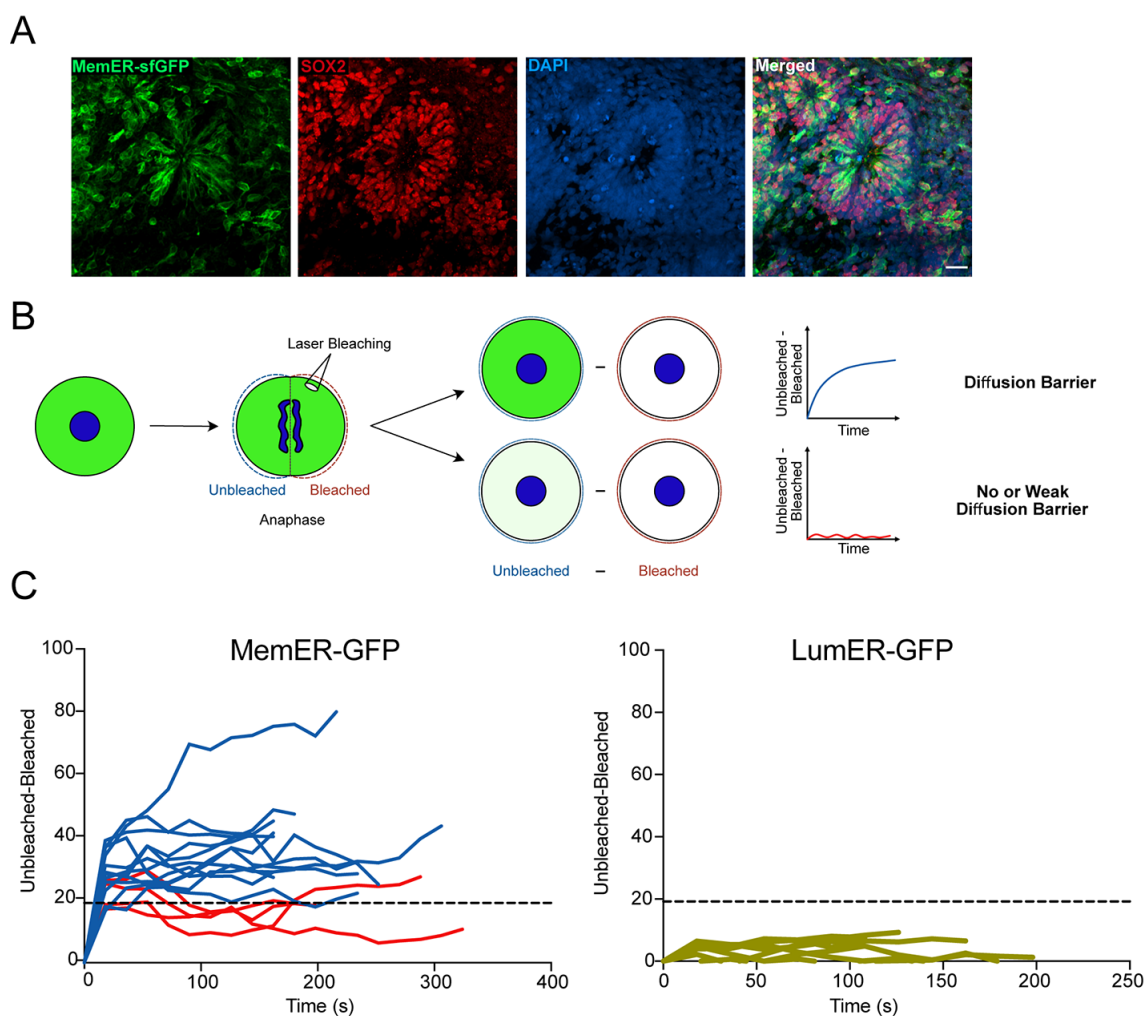 A
MemER-sfGFP
SOX2
DAPI
Merged
B
Laser Bleaching
Unbleached
Bleached
Anaphase
Unbleached
–
Bleached
–
–
Unbleached -
Bleached
Time
Diffusion Barrier
Unbleached -
Bleached
Time
No or Weak
Diffusion Barrier
C
MemER-GFP
Unbleached-Bleached
100
80
60
40
20
0
0
100
200
300
400
Time (s)
LumER-GFP
Unbleached-Bleached
100
80
60
40
20
0
0
50
100
150
200
250
Time (s)